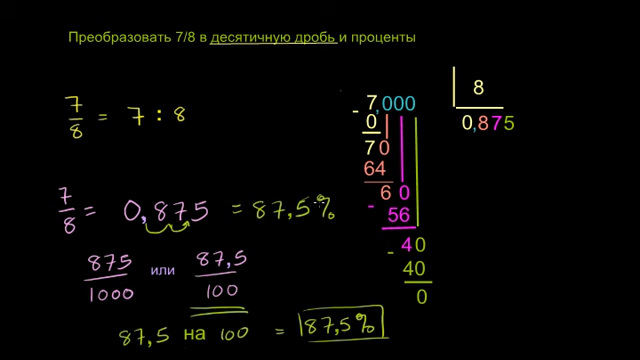 Преобразовать 7/8 в десятичную дробь и проценты
7/8 = 7 : 8
7/8 = 0,875 = 87,5%
875/1000 или 87,5/100
87,5 на 100 = 87,5%
7,000 8
- 0 0,875
70
64
60
- 56
40
- 40
0